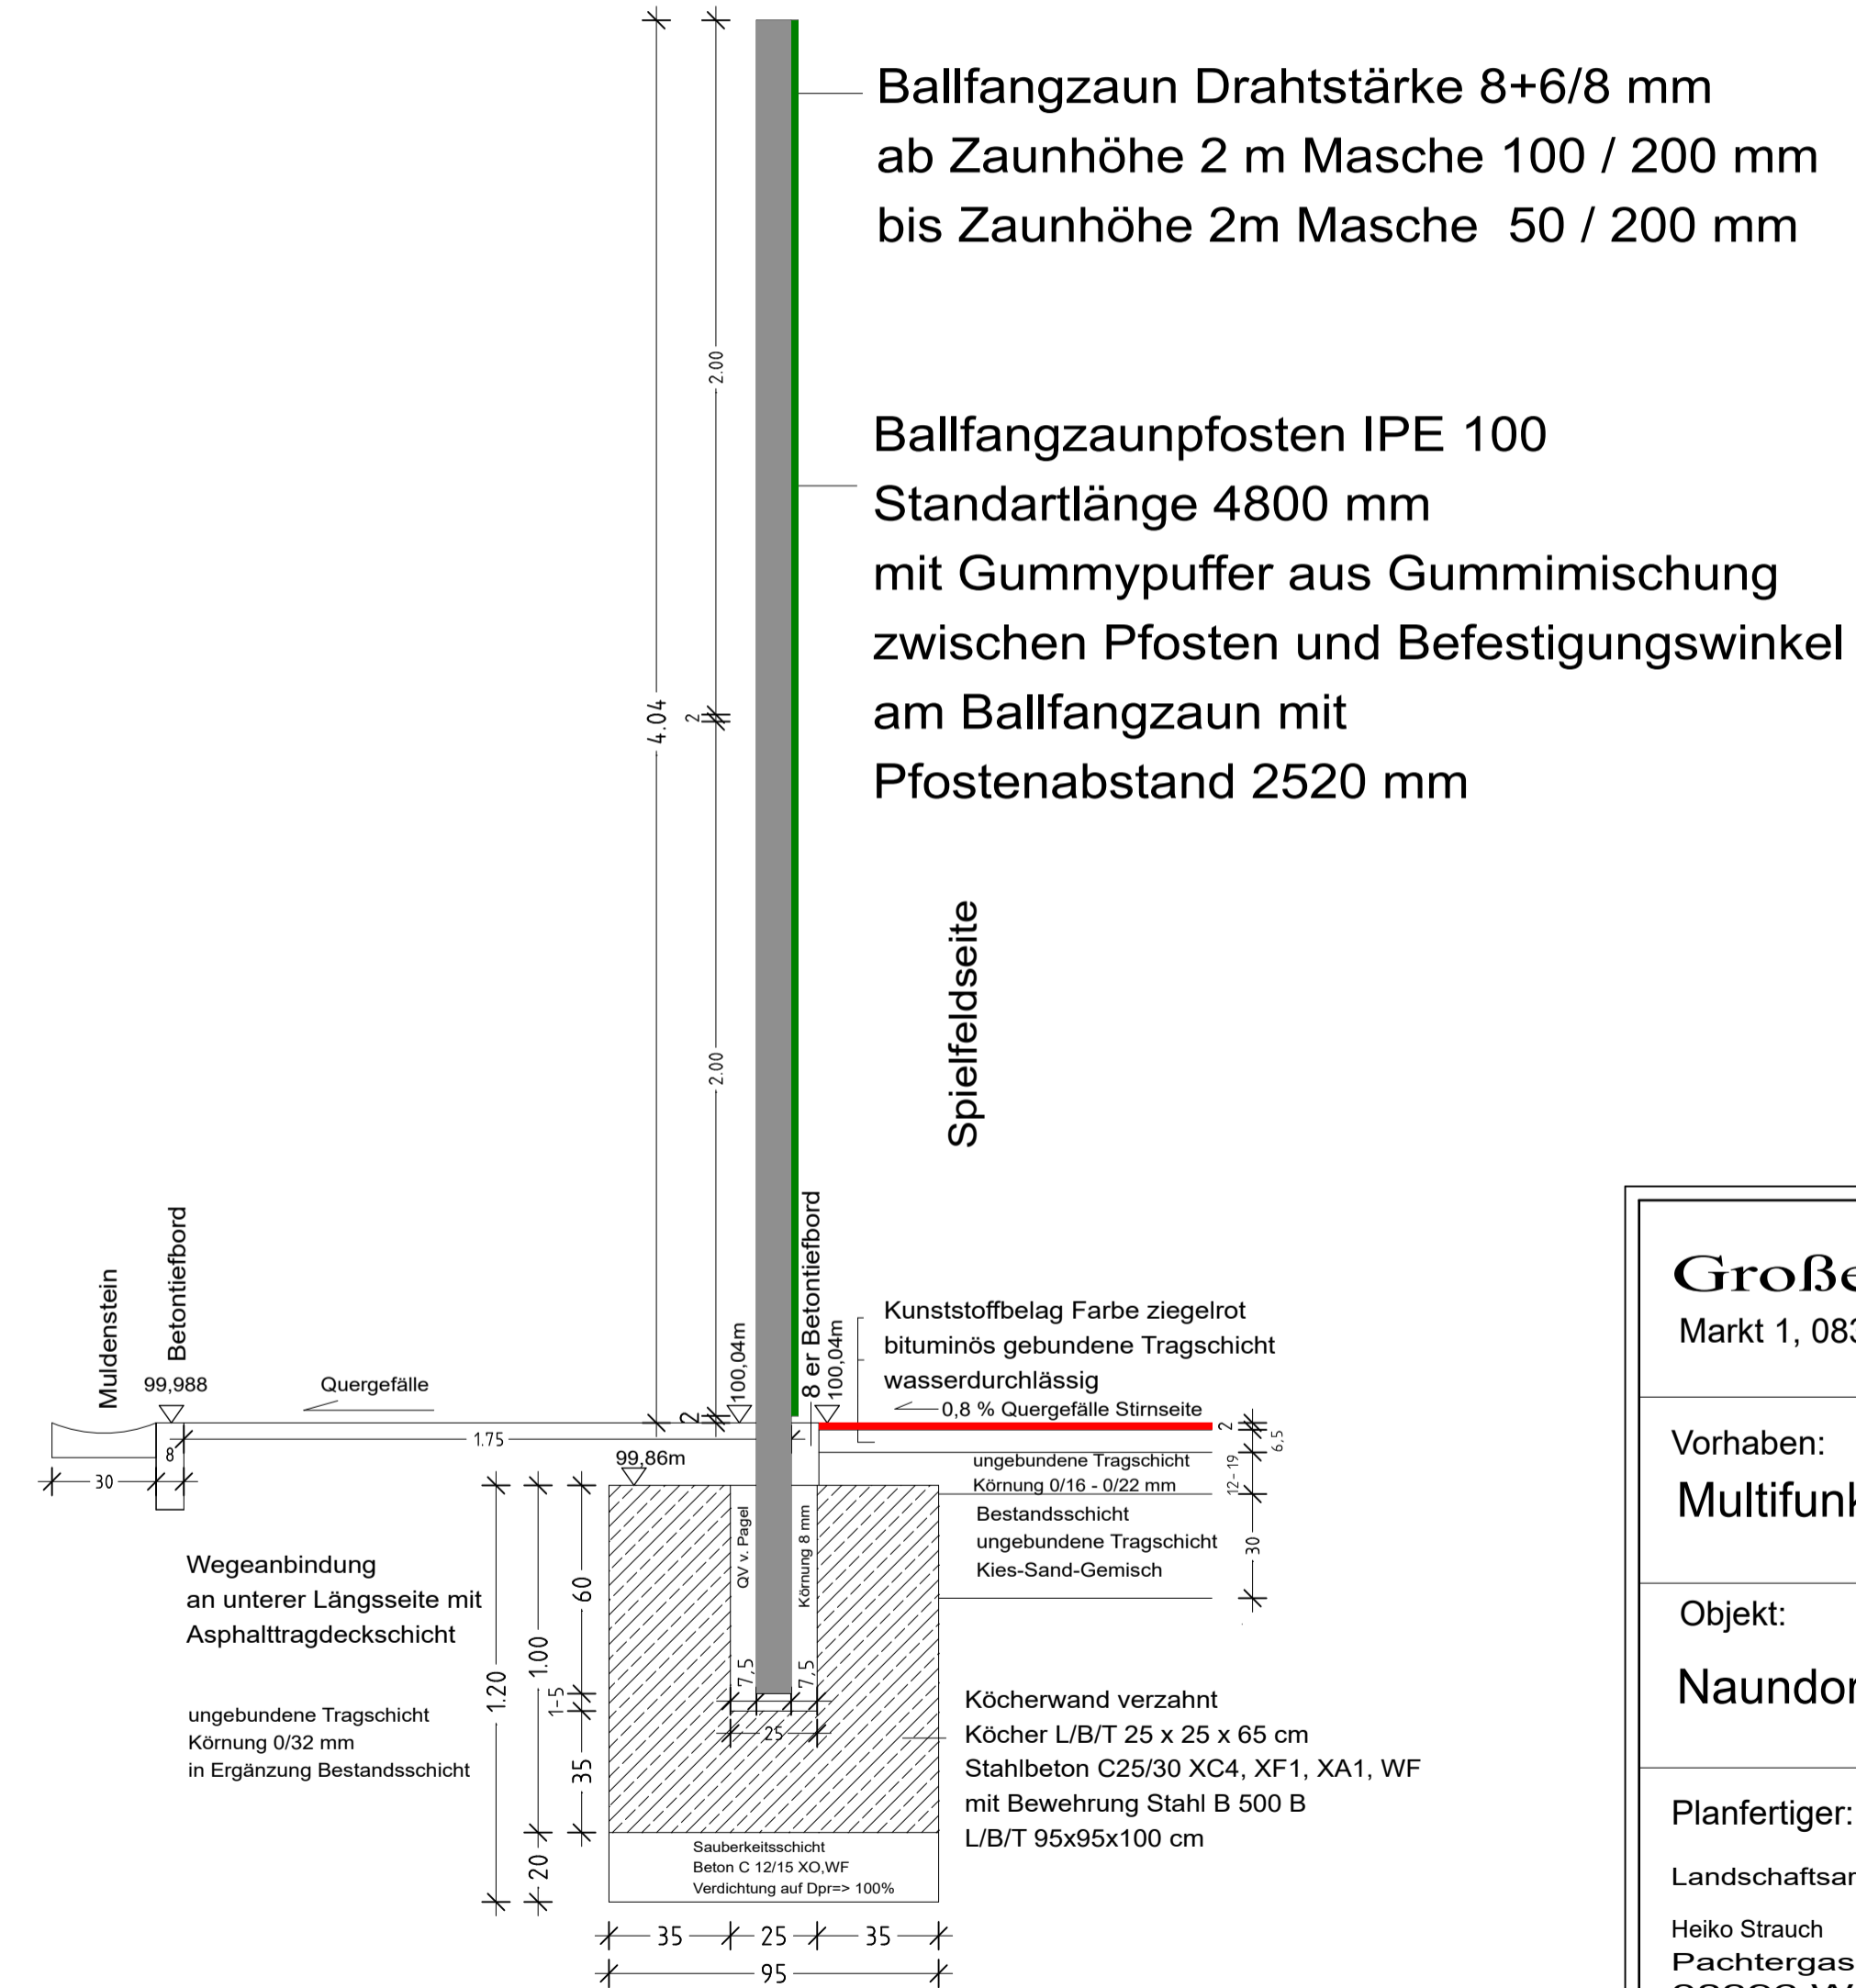 Ballfangzaun Drahtstärke 8+6/8 mm
ab Zaunhöhe 2 m Masche 100 / 200 mm
bis Zaunhöhe 2m Masche 50 / 200 mm
Ballfangzaunpfosten IPE 100
Standartlänge 4800 mm
mit Gummypuffer aus Gummimischung
zwischen Pfosten und Befestigungswinkel
am Ballfangzaun mit
Pfostenabstand 2520 mm
2.00
4.04
2
2.00
Spielfeldseite
Muldenstein
Betontiefbord
99,988
Quergefälle
100,04m
8 er Betontiefbord
100,04m
Kunststoffbelag Farbe ziegelrot
bituminös gebundene Tragschicht
wasserdurchlässig
0,8 % Quergefälle Stirnseite
2
2
6,5
1.75
8
30
99,86m
ungebundene Tragschicht
Körnung 0/16 - 0/22 mm
12-19
Bestandsschicht
ungebundene Tragschicht
Kies-Sand-Gemisch
30
QV v. Pagel
Körnung 8 mm
Wegeanbindung
an unterer Längsseite mit
Asphalttragdeckschicht
ungebundene Tragschicht
Körnung 0/32 mm
in Ergänzung Bestandsschicht
1.20
1.00
60
1-5
35
20
7,5
7,5
25
Köcherwand verzahnt
Köcher L/B/T 25 x 25 x 65 cm
Stahlbeton C25/30 XC4, XF1, XA1, WF
mit Bewehrung Stahl B 500 B
L/B/T 95x95x100 cm
Sauberkeitsschicht
Beton C 12/15 XO,WF
Verdichtung auf Dpr=> 100%
35
25
35
95
Große
Markt 1, 083
Vorhaben:
Multifunk
Objekt:
Naundor
Planfertiger:
Landschaftsar
Heiko Strauch
Pachtergas